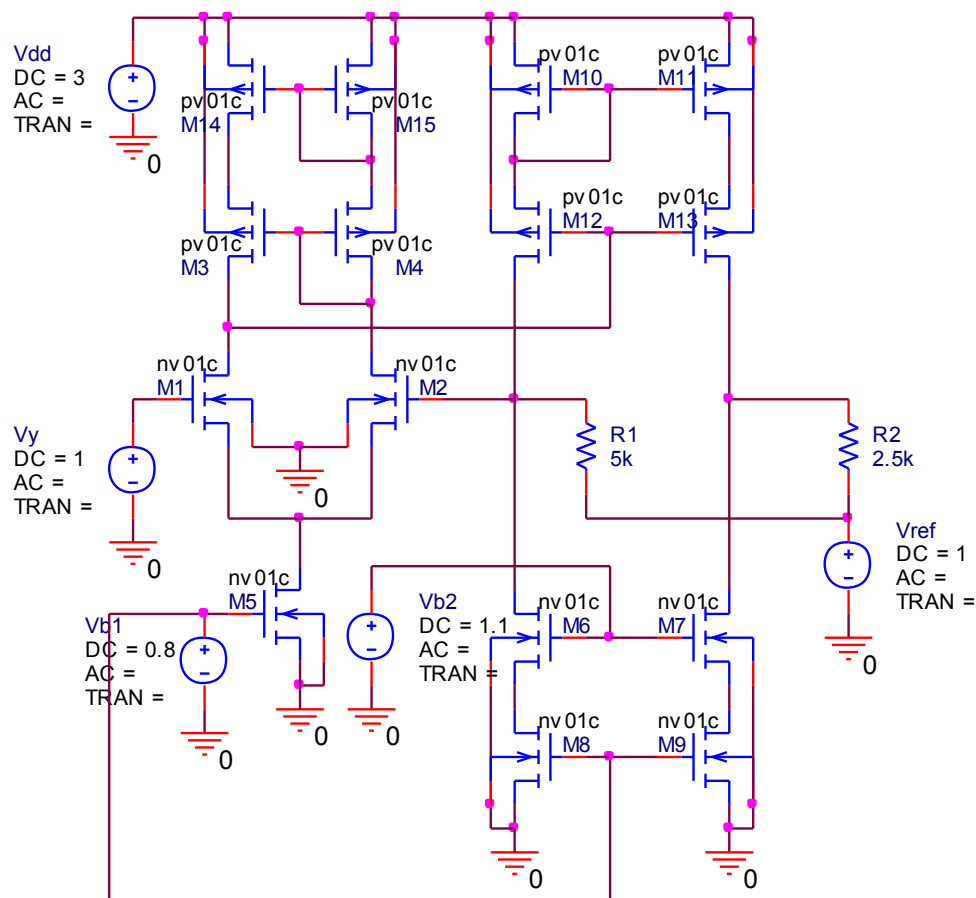 Vdd
DC = 3
AC =
TRAN =
0
pv01c
M14
pv01c
M15
pv01c
M10
pv01c
M11
pv01c
M3
pv01c
M4
pv01c
M12
pv01c
M13
nv01c
M1
nv01c
M2
Vy
DC = 1
AC =
TRAN =
0
0
R1
5k
R2
2.5k
Vref
DC = 1
AC =
TRAN =
0
nv01c
M5
Vb1
DC = 0.8
AC =
TRAN =
0
0
Vb2
DC = 1.1
AC =
TRAN =
0
nv01c
M6
nv01c
M7
nv01c
M8
nv01c
M9
0
0